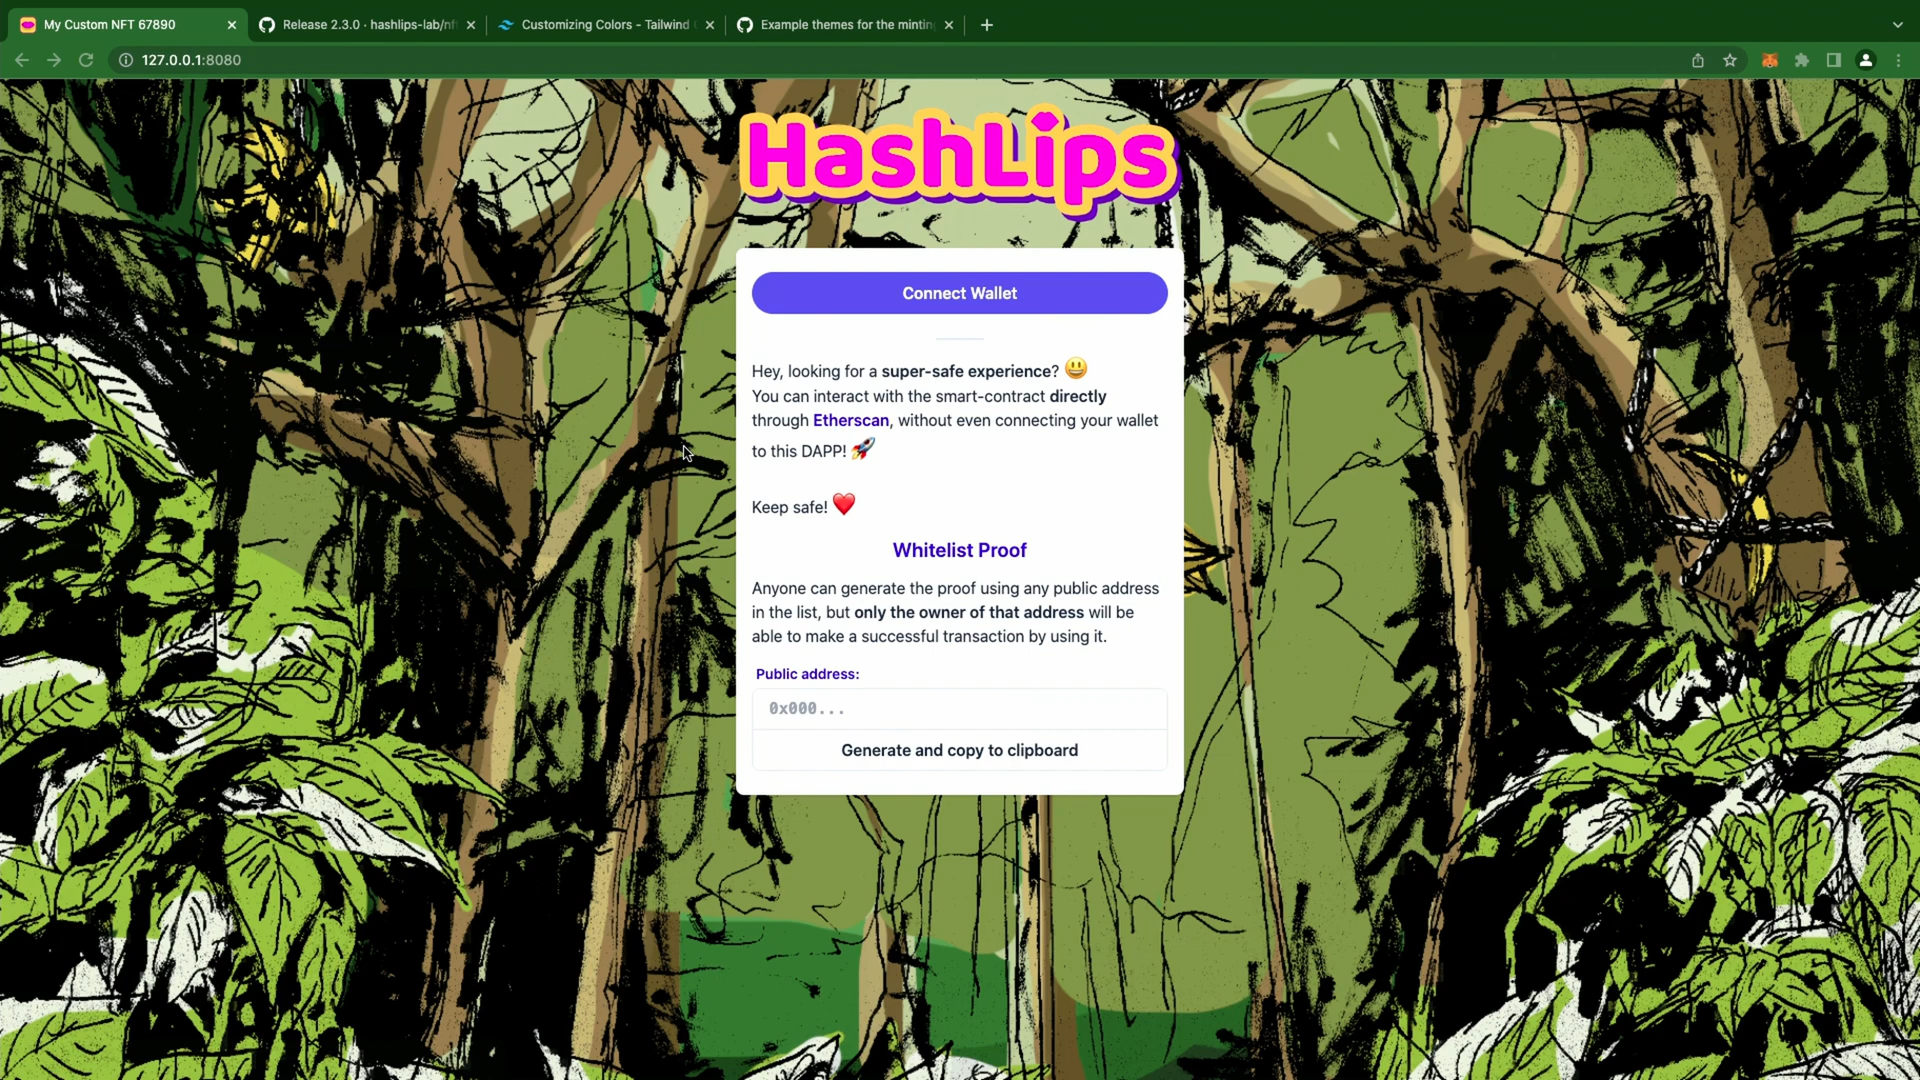 My Custom NFT 67890
Release 2.3.0 · hashlips-lab/nf
Customizing Colors - Tailwind
Example themes for the mintin
127.0.0.1:8080
HashLips
Connect Wallet
Hey, looking for a super-safe experience? 😃
You can interact with the smart-contract directly
through Etherscan, without even connecting your wallet
to this DAPP! 🚀
Keep safe! ❤️
Whitelist Proof
Anyone can generate the proof using any public address
in the list, but only the owner of that address will be
able to make a successful transaction by using it.
Public address:
0x000...
Generate and copy to clipboard